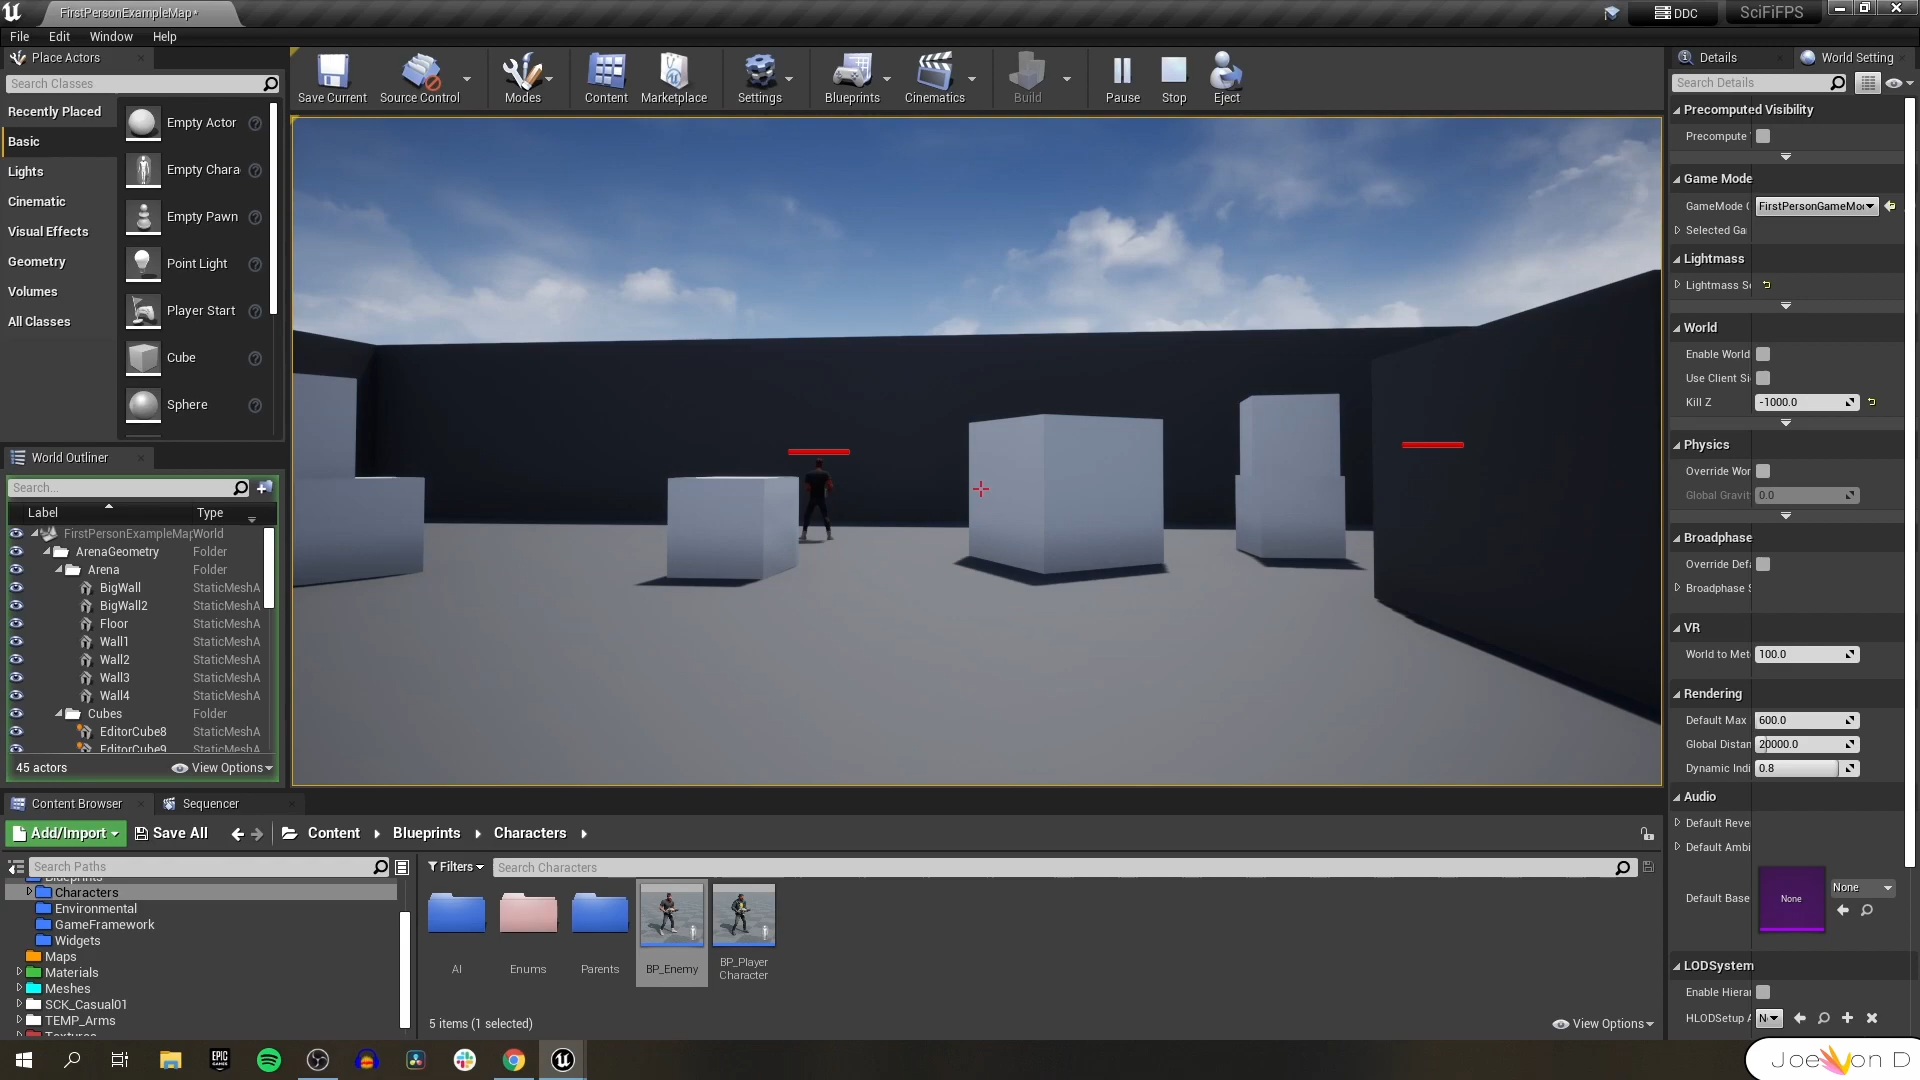 FirstPersonExampleMap*
DDC
SciFiFPS
File
Edit
Window
Help
Place Actors
Search Classes
Recently Placed
Basic
Lights
Cinematic
Visual Effects
Geometry
Volumes
All Classes
Empty Actor
Empty Chara
Empty Pawn
Point Light
Player Start
Cube
Sphere
Save Current
Source Control
Modes
Content
Marketplace
Settings
Blueprints
Cinematics
Build
Pause
Stop
Eject
World Outliner
Search...
Label
Type
FirstPersonExampleMap
World
ArenaGeometry
Folder
Arena
Folder
BigWall
StaticMeshA
BigWall2
StaticMeshA
Floor
StaticMeshA
Wall1
StaticMeshA
Wall2
StaticMeshA
Wall3
StaticMeshA
Wall4
StaticMeshA
Cubes
Folder
EditorCube8
StaticMeshA
EditorCube9
StaticMeshA
45 actors
View Options
Details
World Setting
Search Details
Precomputed Visibility
Precompute
Game Mode
GameMode O
FirstPersonGameMo
Selected Ga
Lightmass
Lightmass Se
World
Enable World
Use Client Si
Kill Z
-1000.0
Physics
Override Wor
Global Gravit
0.0
Broadphase
Override Defa
Broadphase S
VR
World to Met
100.0
Rendering
Default Max
600.0
Global Distan
20000.0
Dynamic Indi
0.8
Audio
Default Reve
Default Ambi
Default Base
None
None
LODSystem
Enable Hierar
HLODSetup A
N
Content Browser
Sequencer
Add/Import
Save All
Content
Blueprints
Characters
Search Paths
Filters
Search Characters
Blueprints
Characters
Environmental
GameFramework
Widgets
Maps
Materials
Meshes
SCK_Casual01
TEMP_Arms
Textures
AI
Enums
Parents
BP_Enemy
BP_Player
Character
5 items (1 selected)
View Options
EPIC
GAMES
Joe Von D